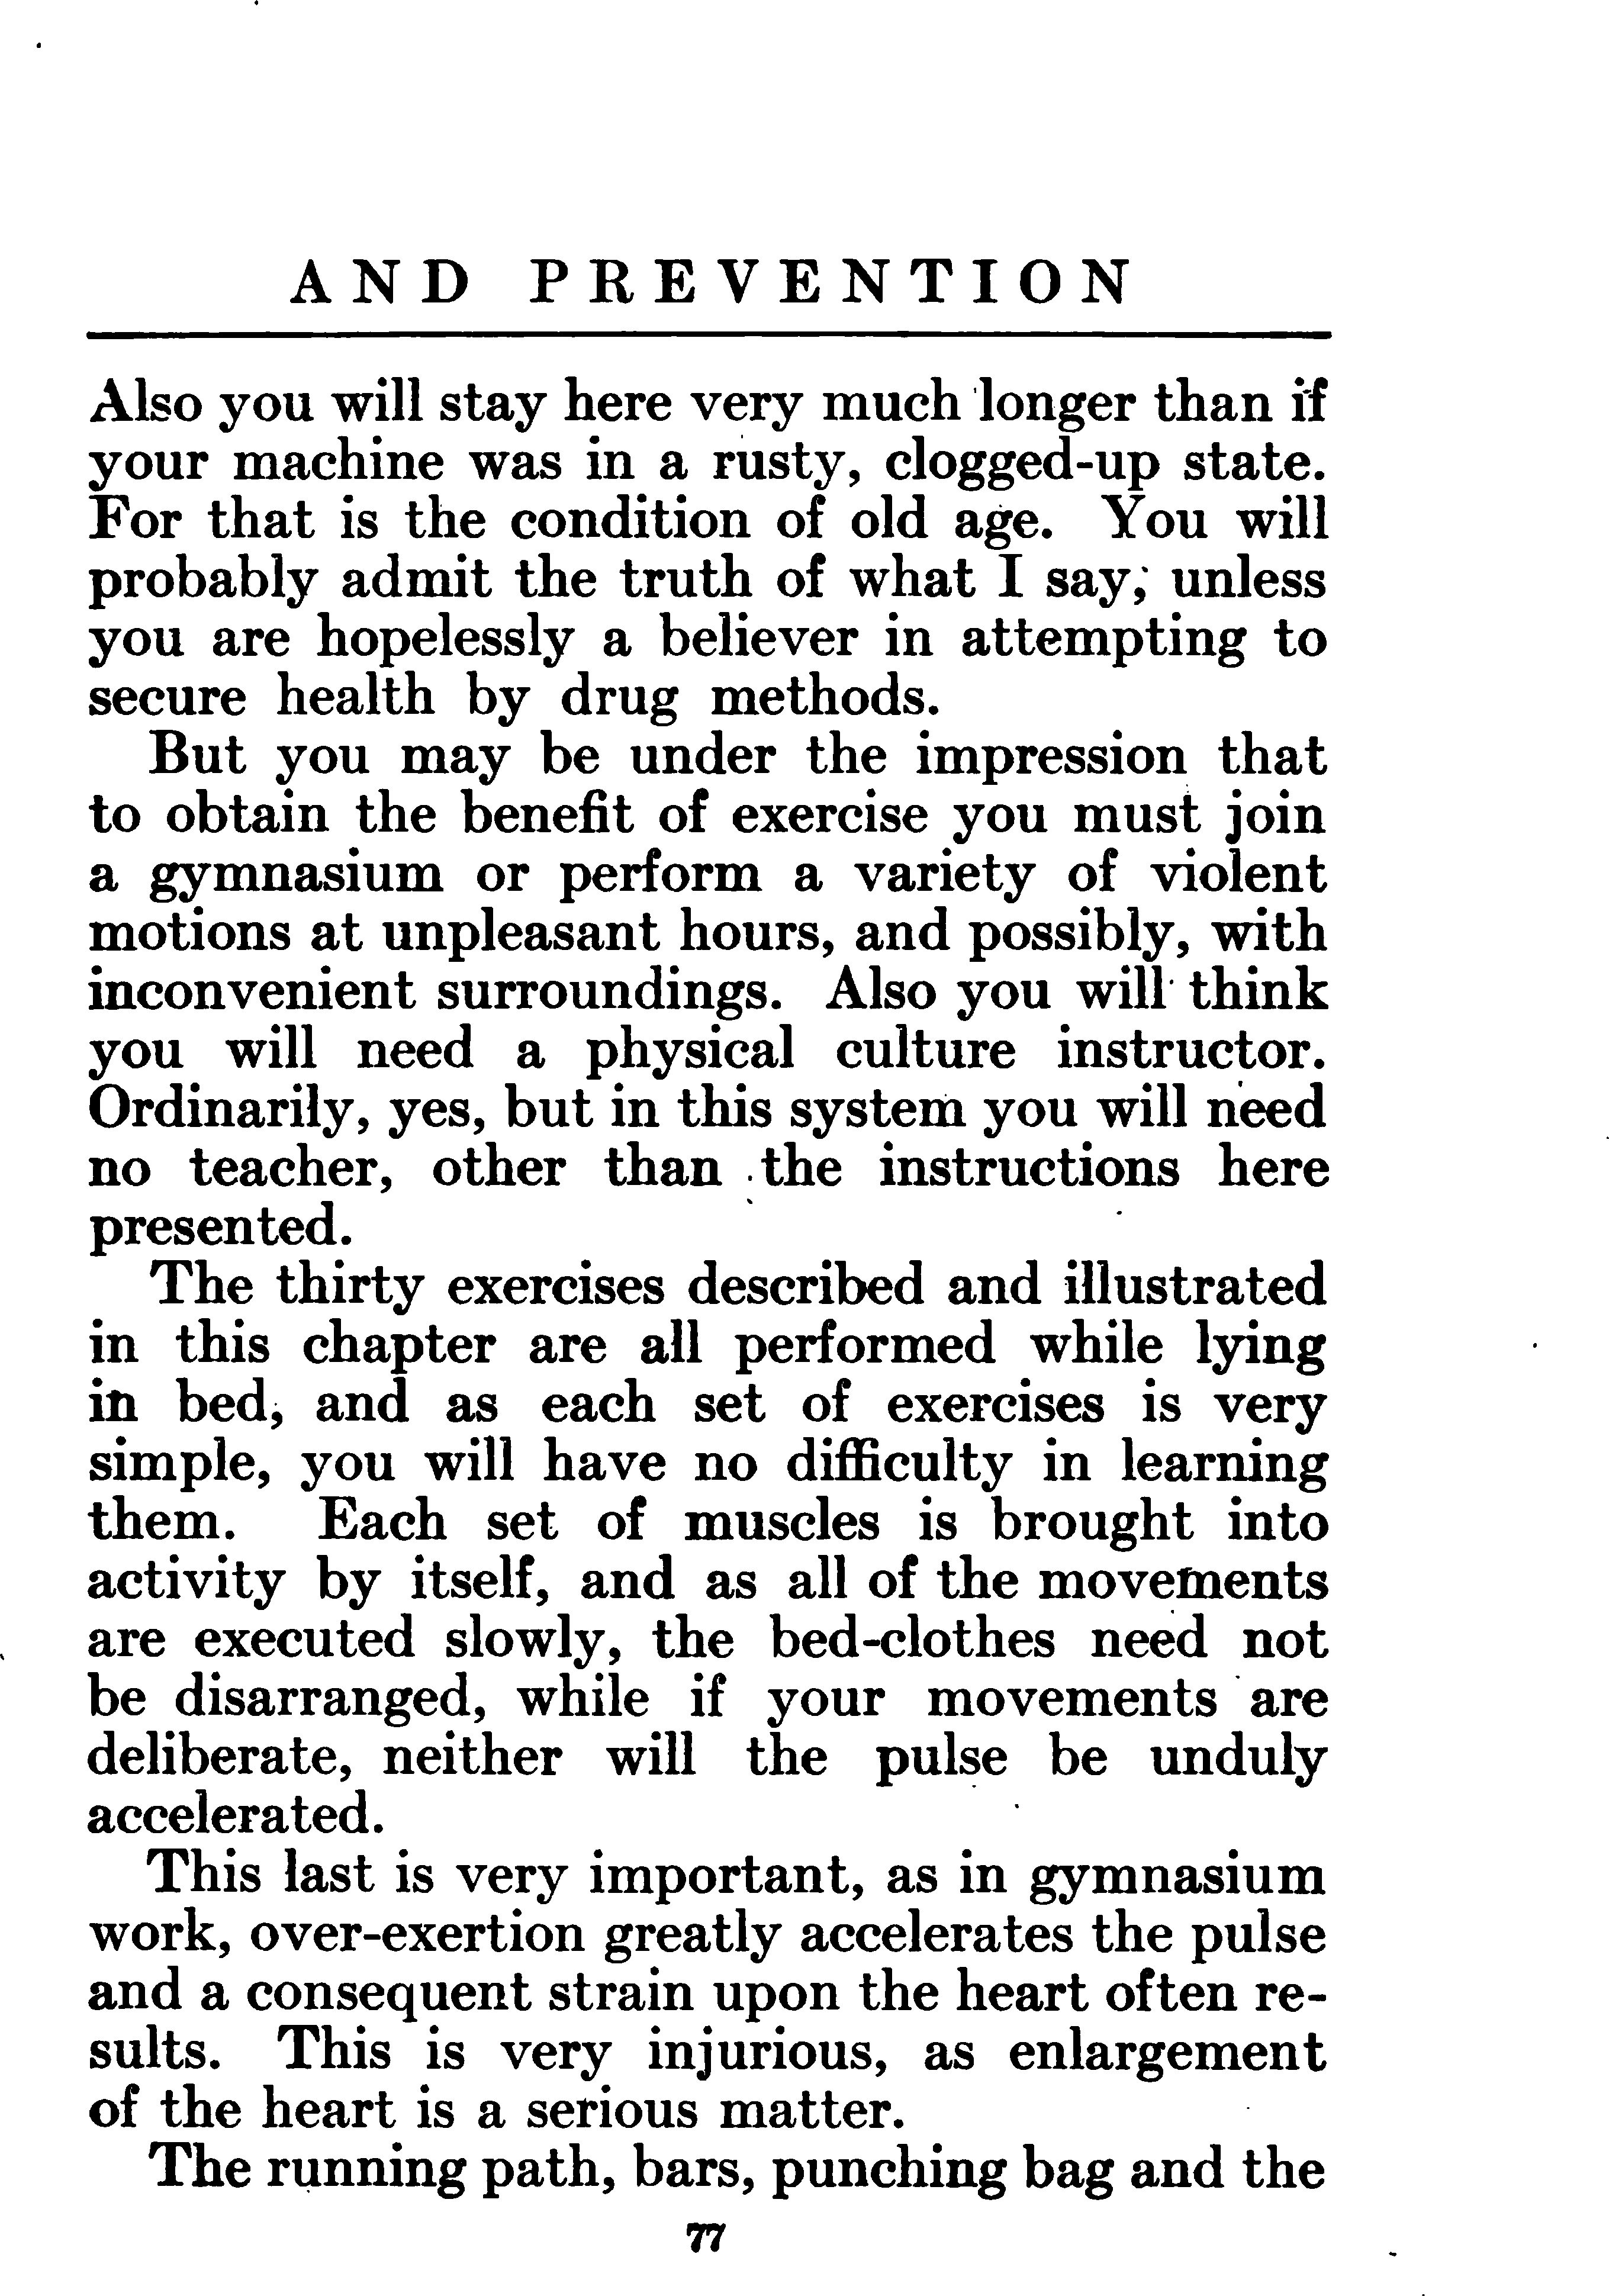 AND PREVENTION
Also you will stay here very much longer than if
your machine was in a rusty, clogged-up state.
For that is the condition of old age. You will
probably admit the truth of what I say, unless
you are hopelessly a believer in attempting to
secure health by drug methods.
But you may be under the impression that
to obtain the benefit of exercise you must join
a gymnasium or perform a variety of violent
motions at unpleasant hours, and possibly, with
inconvenient surroundings. Also you will think
you will need a physical culture instructor.
Ordinarily, yes, but in this system you will need
no teacher, other than the instructions here
presented.
The thirty exercises described and illustrated
in this chapter are all performed while lying
in bed, and as each set of exercises is very
simple, you will have no difficulty in learning
them. Each set of muscles is brought into
activity by itself, and as all of the movements
are executed slowly, the bed-clothes need not
be disarranged, while if your movements are
deliberate, neither will the pulse be unduly
accelerated.
This last is very important, as in gymnasium
work, over-exertion greatly accelerates the pulse
and a consequent strain upon the heart often re-
sults. This is very injurious, as enlargement
of the heart is a serious matter.
The running path, bars, punching bag and the
77